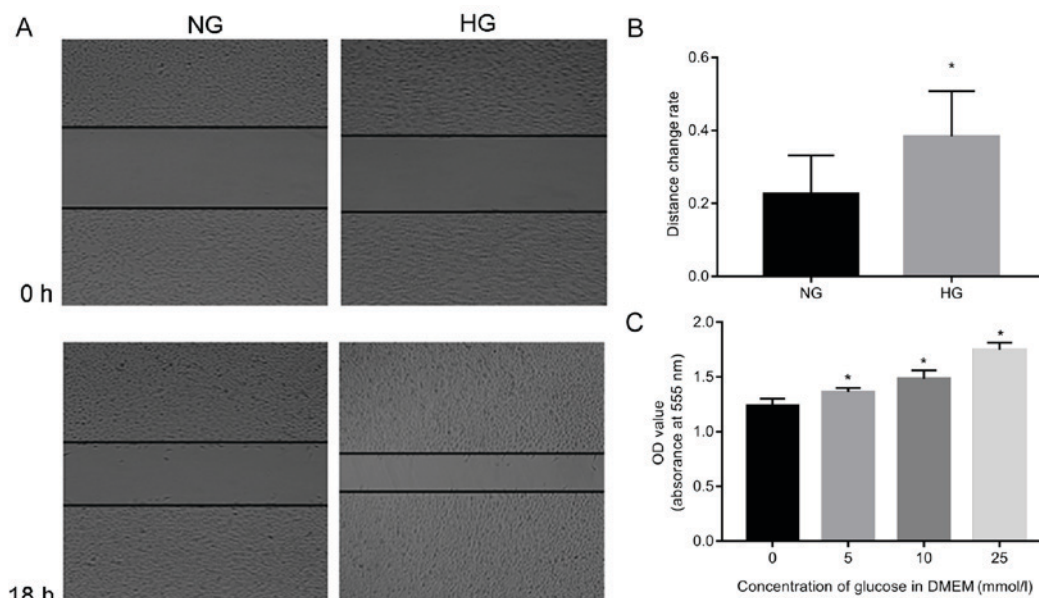 A
NG
HG
0 h
18 h
B
Distance change rate
0.6
0.4
0.2
0.0
*
NG
HG
C
OD value
(absorance at 555 nm)
2.0
1.5
1.0
0.5
0.0
*
*
*
0
5
10
25
Concentration of glucose in DMEM (mmol/l)